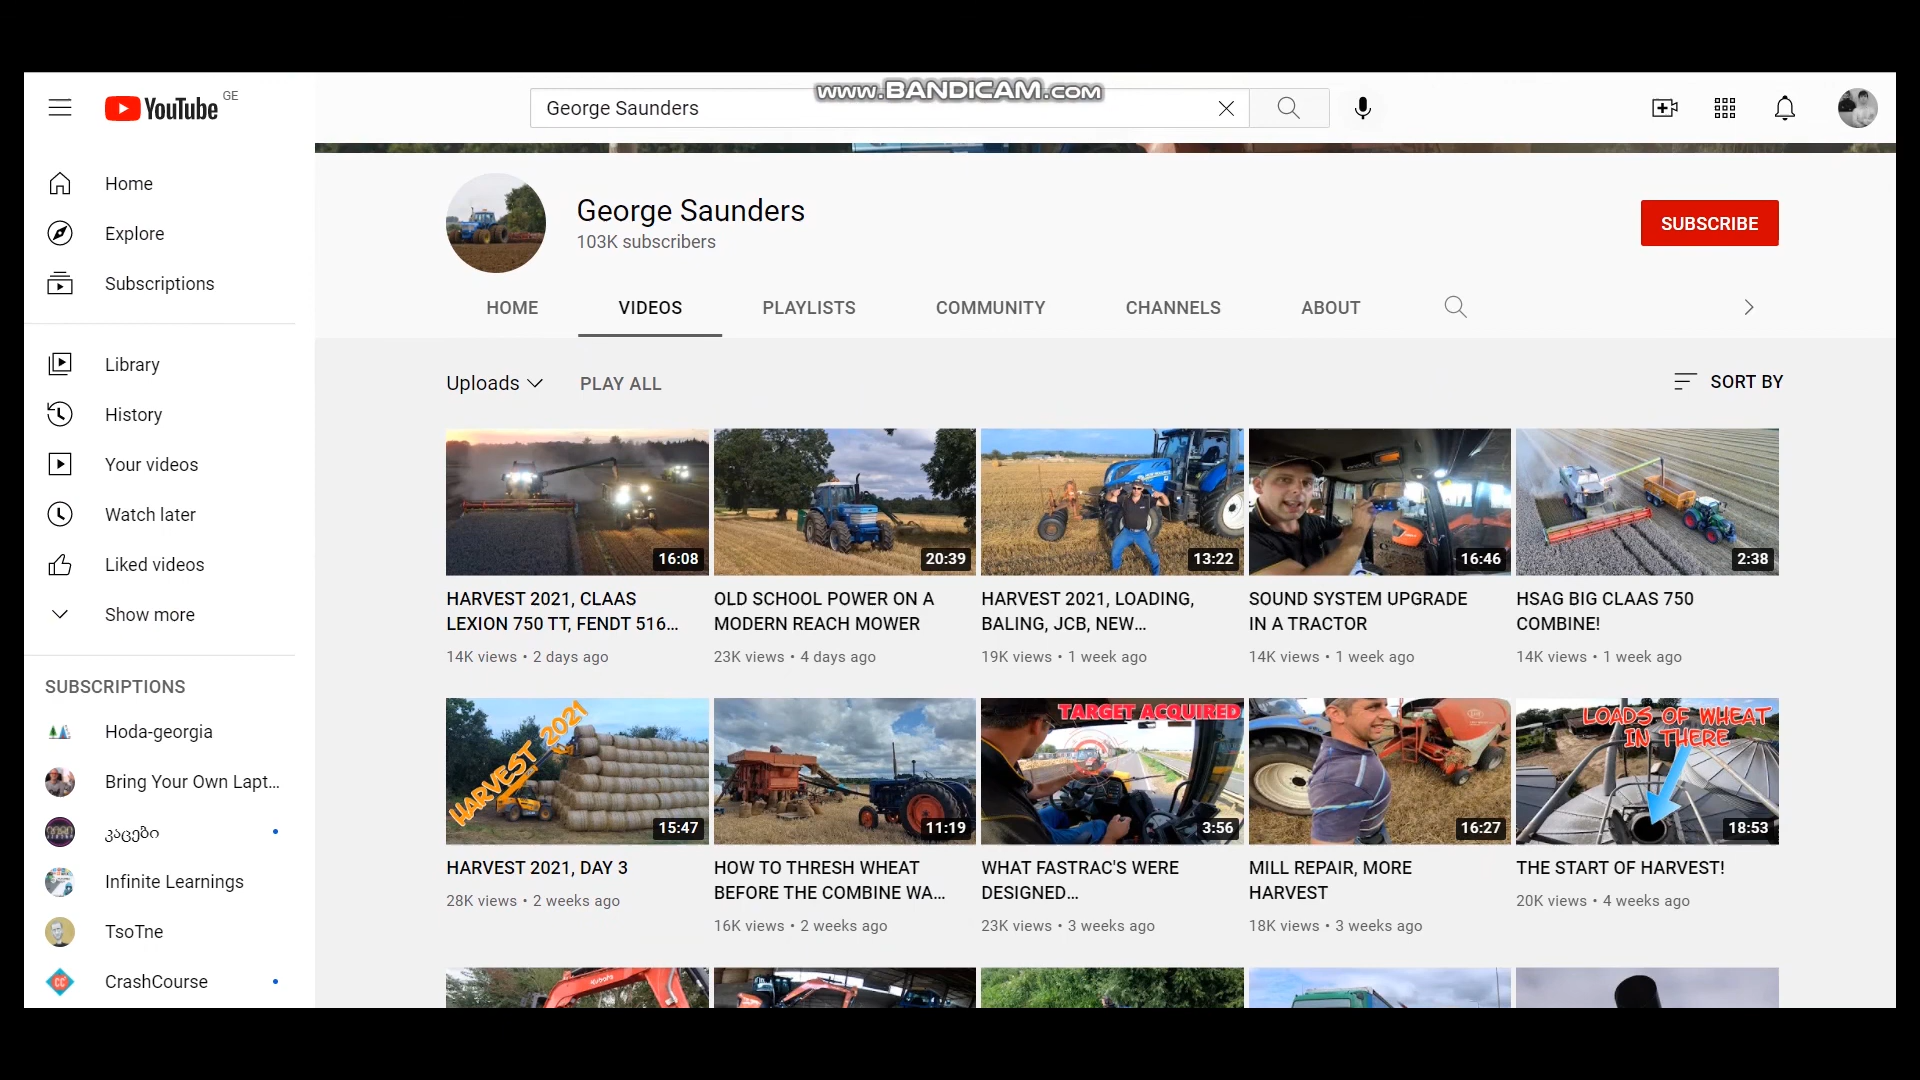 www.BANDICAM.com
YouTube GE
George Saunders
Home
Explore
Subscriptions
Library
History
Your videos
Watch later
Liked videos
Show more
SUBSCRIPTIONS
Hoda-georgia
Bring Your Own Lapt...
კაცები
Infinite Learnings
TsoTne
CrashCourse
George Saunders
103K subscribers
SUBSCRIBE
HOME VIDEOS PLAYLISTS COMMUNITY CHANNELS ABOUT
Uploads PLAY ALL
SORT BY
16:08
HARVEST 2021, CLAAS
LEXION 750 TT, FENDT 516...
14K views • 2 days ago
20:39
OLD SCHOOL POWER ON A
MODERN REACH MOWER
23K views • 4 days ago
13:22
HARVEST 2021, LOADING,
BALING, JCB, NEW...
19K views • 1 week ago
16:46
SOUND SYSTEM UPGRADE
IN A TRACTOR
14K views • 1 week ago
2:38
HSAG BIG CLAAS 750
COMBINE!
14K views • 1 week ago
HARVEST 2021
15:47
HARVEST 2021, DAY 3
28K views • 2 weeks ago
11:19
HOW TO THRESH WHEAT
BEFORE THE COMBINE WA...
16K views • 2 weeks ago
TARGET ACQUIRED
3:56
WHAT FASTRAC'S WERE
DESIGNED...
23K views • 3 weeks ago
16:27
MILL REPAIR, MORE
HARVEST
18K views • 3 weeks ago
LOADS OF WHEAT
IN THERE
18:53
THE START OF HARVEST!
20K views • 4 weeks ago
Kubota